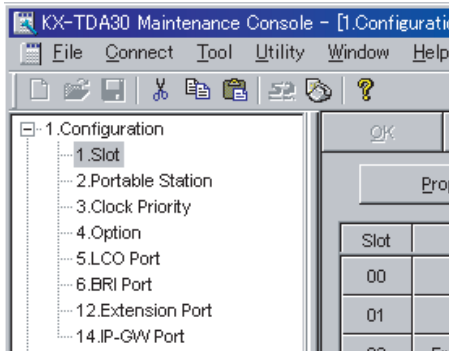 KX-TDA30 Maintenance Console - [1.Configuratio
File Connect Tool Utility Window Help
1.Configuration
1.Slot
2.Portable Station
3.Clock Priority
4.Option
5.LCO Port
6.BRI Port
12.Extension Port
14.IP-GW Port
OK
Pro
Slot
00
01